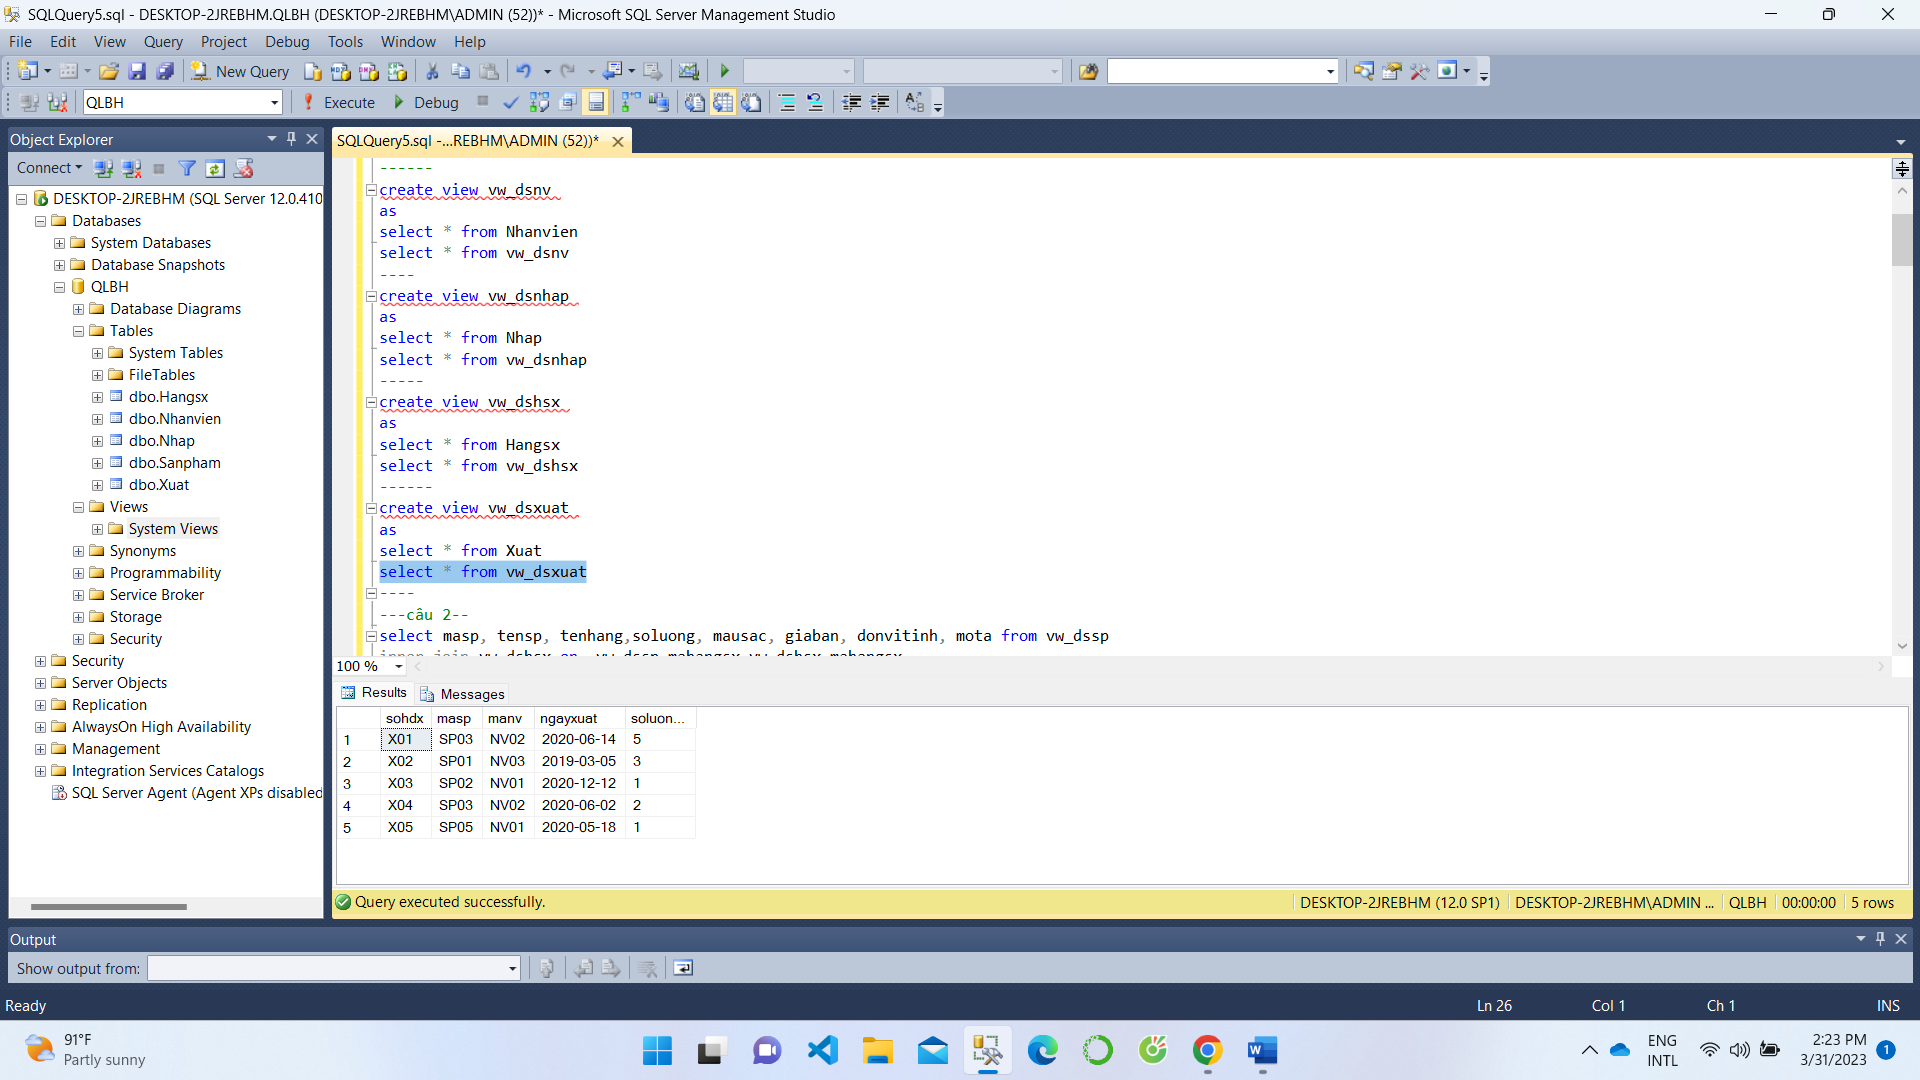 SQLQuery5.sql - DESKTOP-2JREBHM.QLBH (DESKTOP-2JREBHM\ADMIN (52))* - Microsoft SQL Server Management Studio
File Edit View Query Project Debug Tools Window Help
New Query
QLBH Execute Debug
Object Explorer
Connect
DESKTOP-2JREBHM (SQL Server 12.0.410
Databases
System Databases
Database Snapshots
QLBH
Database Diagrams
Tables
System Tables
FileTables
dbo.Hangsx
dbo.Nhanvien
dbo.Nhap
dbo.Sanpham
dbo.Xuat
Views
System Views
Synonyms
Programmability
Service Broker
Storage
Security
Security
Server Objects
Replication
AlwaysOn High Availability
Management
Integration Services Catalogs
SQL Server Agent (Agent XPs disabled
SQLQuery5.sql -...REBHM\ADMIN (52))*
------
create view vw_dsnv
as
select * from Nhanvien
select * from vw_dsnv
----
create view vw_dsnhap
as
select * from Nhap
select * from vw_dsnhap
-----
create view vw_dshsx
as
select * from Hangsx
select * from vw_dshsx
------
create view vw_dsxuat
as
select * from Xuat
select * from vw_dsxuat
----
---câu 2--
select masp, tensp, tenhang,soluong, mausac, giaban, donvitinh, mota from vw_dssp
100 %
Results Messages
sohdx masp manv ngayxuat soluon...
1 X01 SP03 NV02 2020-06-14 5
2 X02 SP01 NV03 2019-03-05 3
3 X03 SP02 NV01 2020-12-12 1
4 X04 SP03 NV02 2020-06-02 2
5 X05 SP05 NV01 2020-05-18 1
Query executed successfully. DESKTOP-2JREBHM (12.0 SP1) DESKTOP-2JREBHM\ADMIN ... QLBH 00:00:00 5 rows
Output
Show output from:
Ready Ln 26 Col 1 Ch 1 INS
91°F
Partly sunny
ENG
INTL
2:23 PM
3/31/2023
1